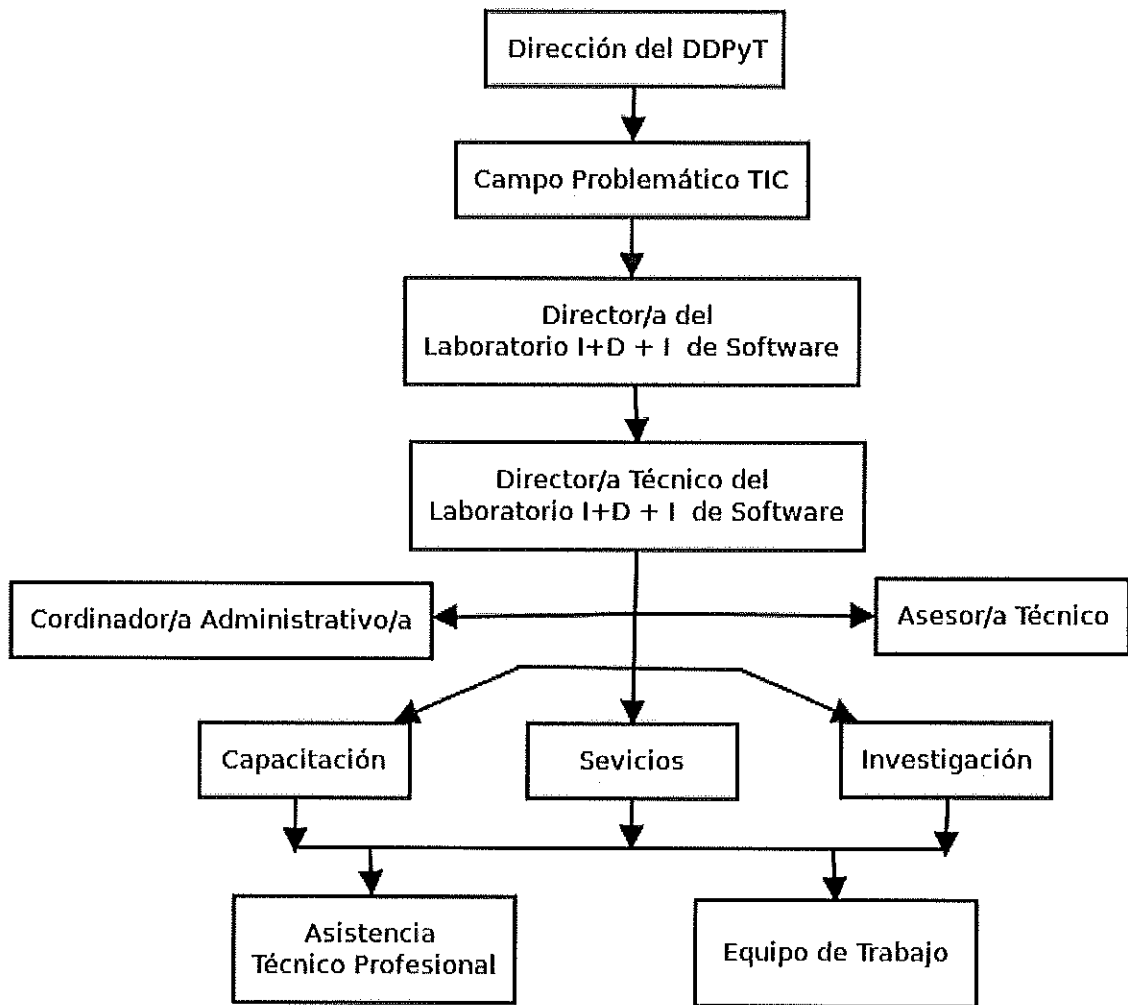 Dirección del DDPyT
Campo Problemático TIC
Director/a del
Laboratorio I+D + I de Software
Director/a Técnico del
Laboratorio I+D + I de Software
Cordinador/a Administrativo/a
Asesor/a Técnico
Capacitación
Sevicios
Investigación
Asistencia
Técnico Profesional
Equipo de Trabajo